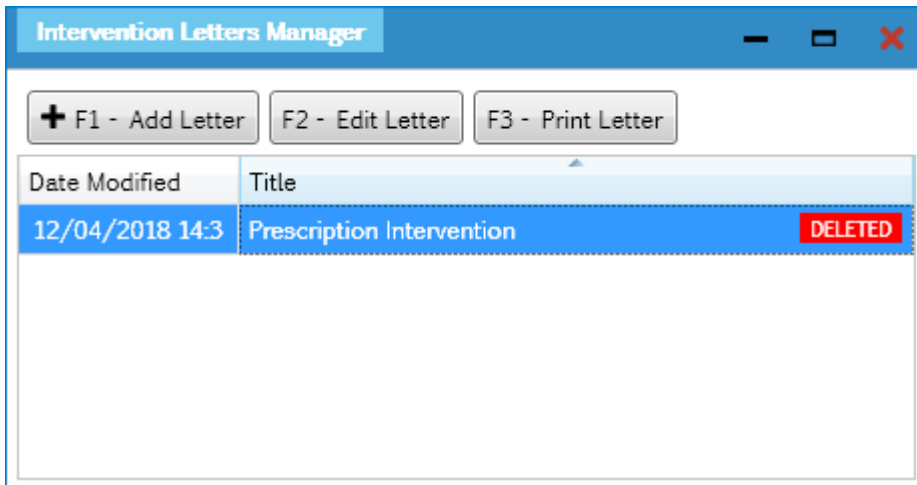 Intervention Letters Manager
+ F1 - Add Letter F2 - Edit Letter F3 - Print Letter
Date Modified Title
12/04/2018 14:3 Prescription Intervention DELETED